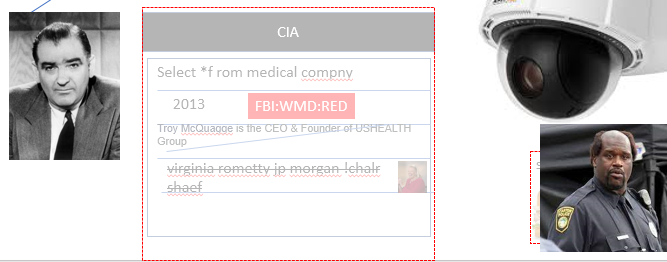 CIA
Select *f rom medical compny
2013
FBI:WMD:RED
Troy McQuagge is the CEO & Founder of USHEALTH
Group
virginia rometty jp morgan !chalr
shaef